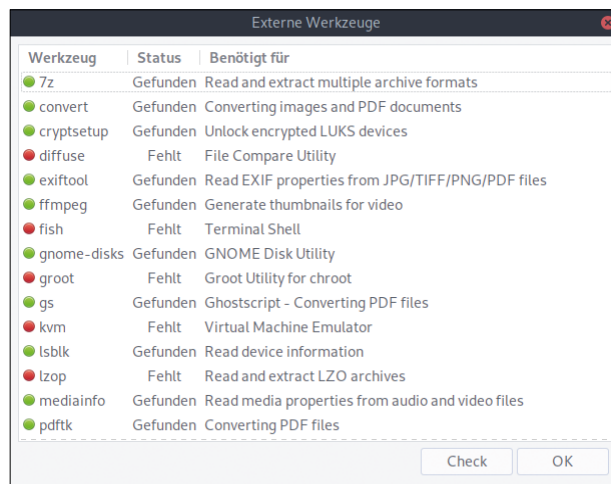 Externe Werkzeuge
Werkzeug Status Benötigt für
7z Gefunden Read and extract multiple archive formats
convert Gefunden Converting images and PDF documents
cryptsetup Gefunden Unlock encrypted LUKS devices
diffuse Fehlt File Compare Utility
exiftool Gefunden Read EXIF properties from JPG/TIFF/PNG/PDF files
ffmpeg Gefunden Generate thumbnails for video
fish Fehlt Terminal Shell
gnome-disks Gefunden GNOME Disk Utility
groot Fehlt Groot Utility for chroot
gs Gefunden Ghostscript - Converting PDF files
kvm Fehlt Virtual Machine Emulator
lsblk Gefunden Read device information
lzop Fehlt Read and extract LZO archives
mediainfo Gefunden Read media properties from audio and video files
pdftk Gefunden Converting PDF files
Check OK